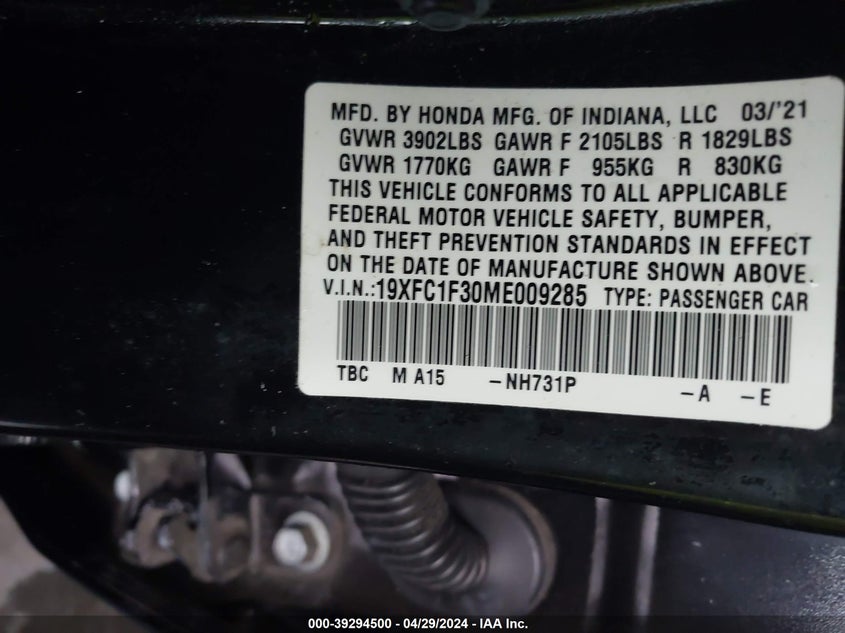 MFD. BY HONDA MFG. OF INDIANA, LLC 03/'21
GVWR 3902LBS GAWR F 2105LBS R 1829LBS
GVWR 1770KG GAWR F 955KG R 830KG
THIS VEHICLE CONFORMS TO ALL APPLICABLE
FEDERAL MOTOR VEHICLE SAFETY, BUMPER,
AND THEFT PREVENTION STANDARDS IN EFFECT
ON THE DATE OF MANUFACTURE SHOWN ABOVE.
V.I.N.:19XFC1F30ME009285 TYPE: PASSENGER CAR
TBC M A15 -NH731P -A -E
000-39294500 - 04/29/2024 - IAA Inc.